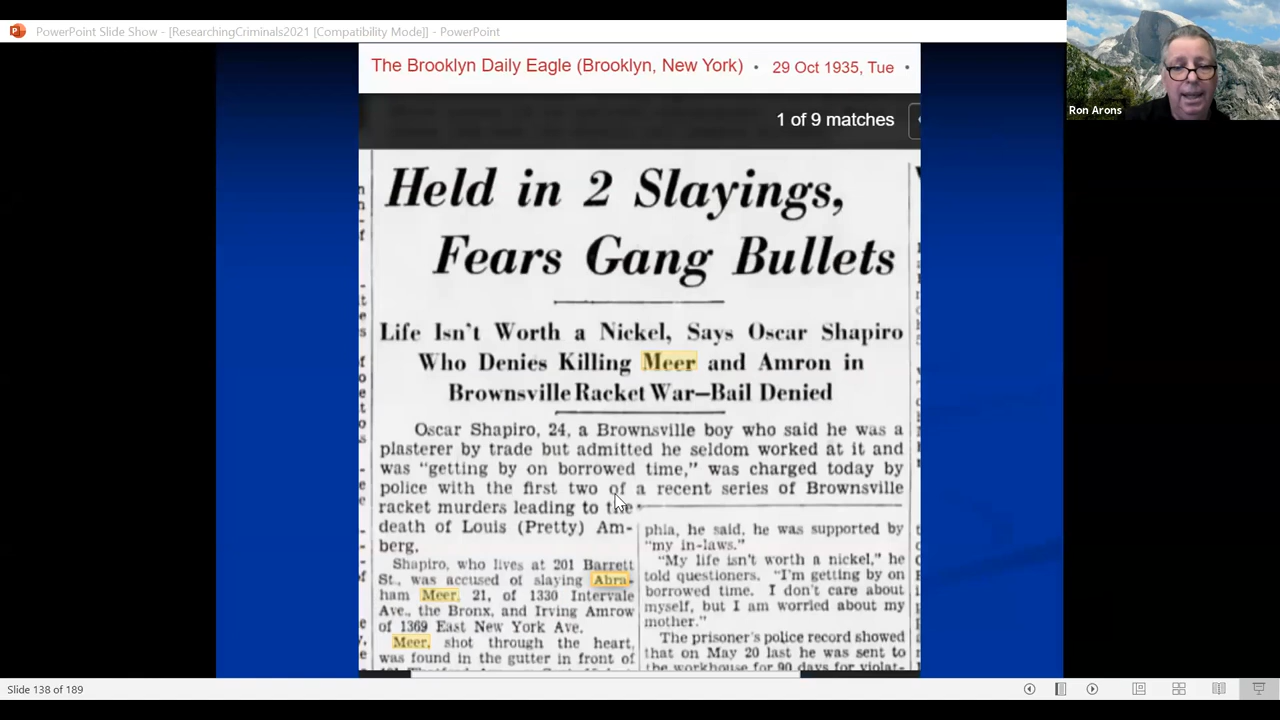 PowerPoint Slide Show - [ResearchingCriminals2021 [Compatibility Mode]] - PowerPoint
Ron Arons
The Brooklyn Daily Eagle (Brooklyn, New York) • 29 Oct 1935, Tue •
1 of 9 matches
Held in 2 Slayings,
Fears Gang Bullets
Life Isn't Worth a Nickel, Says Oscar Shapiro
Who Denies Killing Meer and Amron in
Brownsville Racket War—Bail Denied
Oscar Shapiro, 24, a Brownsville boy who said he was a
plasterer by trade but admitted he seldom worked at it and
was "getting by on borrowed time," was charged today by
police with the first two of a recent series of Brownsville
racket murders leading to the
death of Louis (Pretty) Am-
berg.
Shapiro, who lives at 201 Barrett
St., was accused of slaying Abra-
ham Meer, 21, of 1330 Intervale
Ave., the Bronx, and Irving Amrow
of 1369 East New York Ave.
Meer, shot through the heart,
was found in the gutter in front of
phia, he said, he was supported by
"my in-laws."
"My life isn't worth a nickel," he
told questioners. "I'm getting by on
borrowed time. I don't care about
myself, but I am worried about my
mother."
The prisoner's police record showed
that on May 20 last he was sent to
the workhouse for 90 days for violat-
Slide 138 of 189